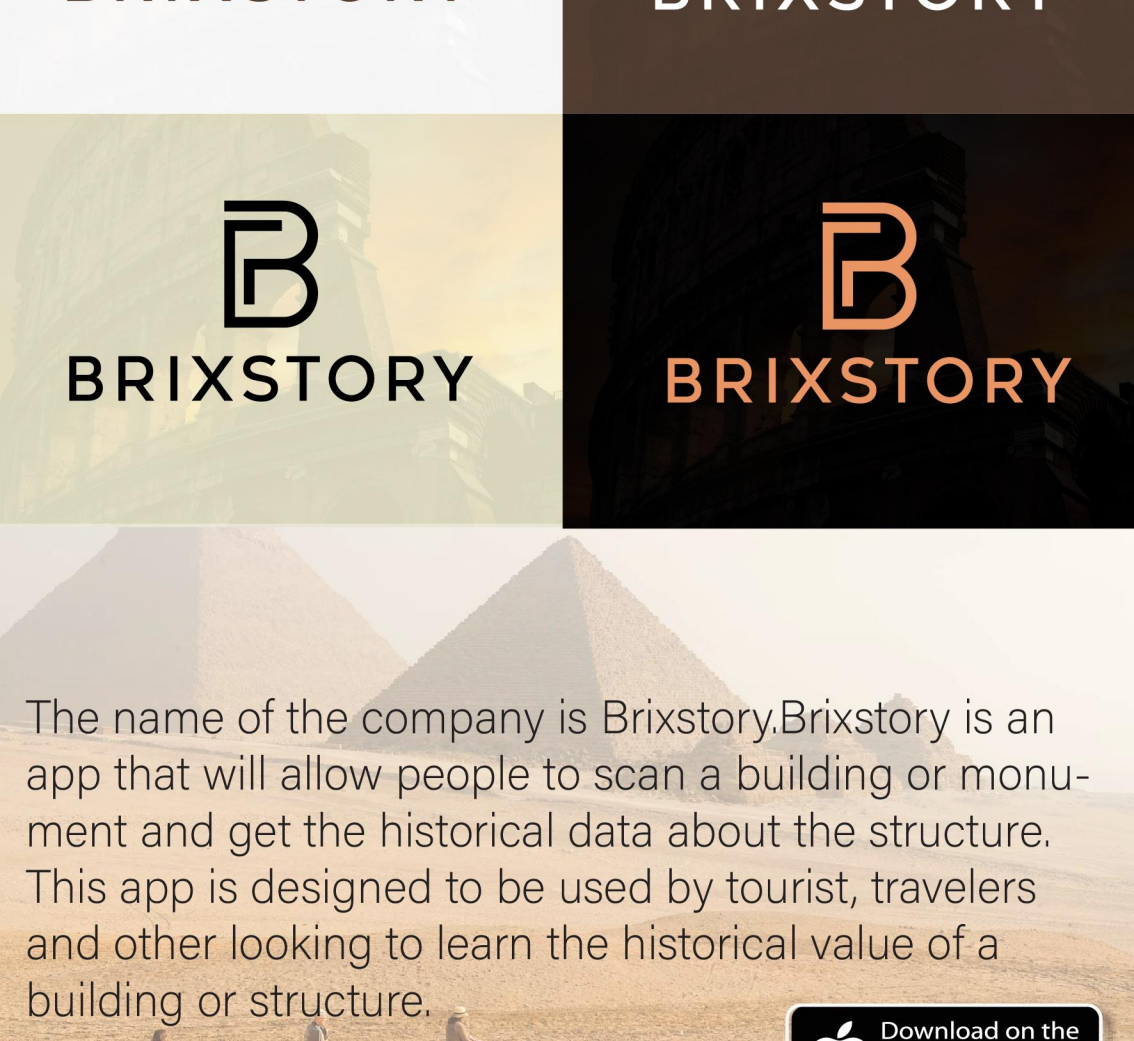 BRIXSTORY
BRIXSTORY
BRIXSTORY
BRIXSTORY
The name of the company is Brixstory.Brixstory is an
app that will allow people to scan a building or monu-
ment and get the historical data about the structure.
This app is designed to be used by tourist, travelers
and other looking to learn the historical value of a
building or structure.
Download on the